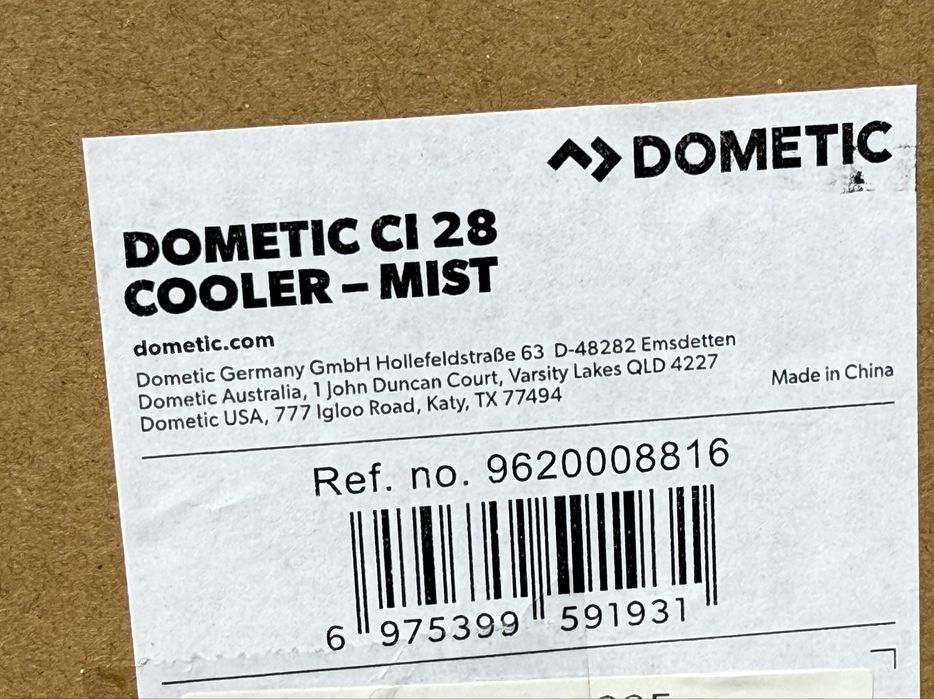 DOMETIC
DOMETIC CI 28
COOLER – MIST
dometic.com
Dometic Germany GmbH Hollefeldstraße 63 D-48282 Emsdetten
Dometic Australia, 1 John Duncan Court, Varsity Lakes QLD 4227
Dometic USA, 777 Igloo Road, Katy, TX 77494
Made in China
Ref. no. 9620008816
6 975399 591931